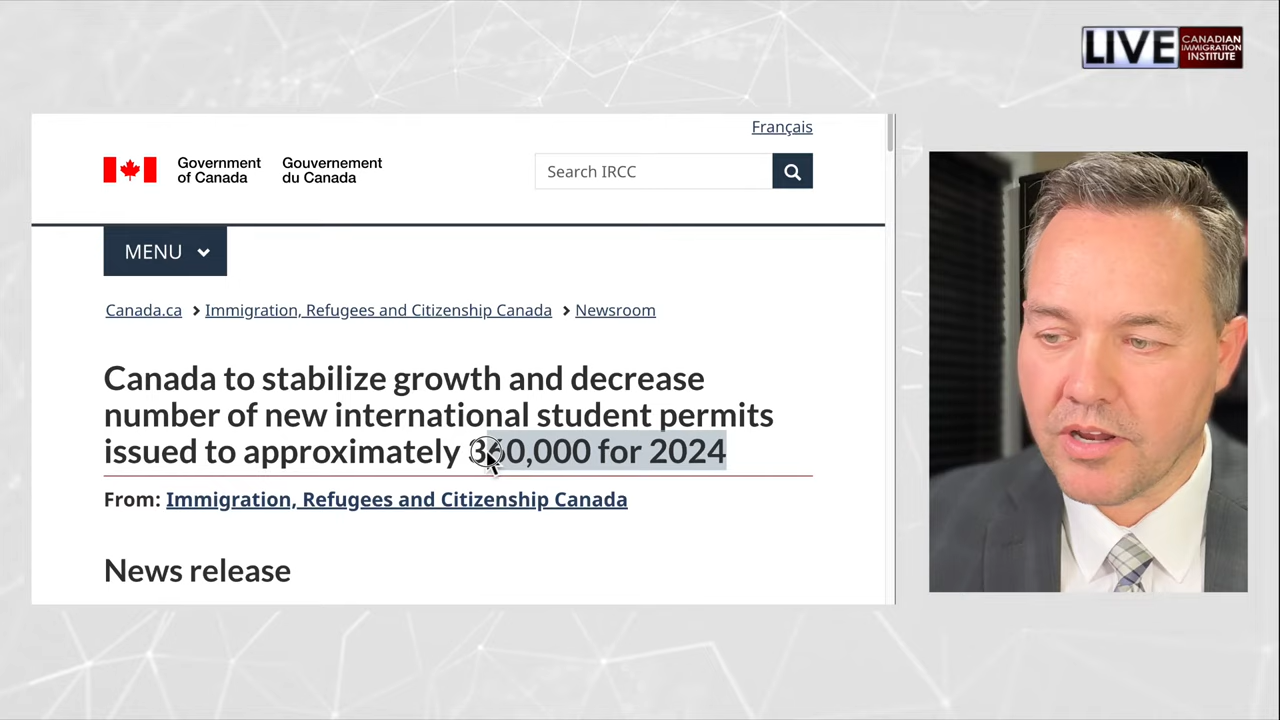 LIVE
CANADIAN
IMMIGRATION
INSTITUTE
Français
Government
of Canada
Gouvernement
du Canada
Search IRCC
MENU
Canada.ca > Immigration, Refugees and Citizenship Canada > Newsroom
Canada to stabilize growth and decrease
number of new international student permits
issued to approximately 360,000 for 2024
From: Immigration, Refugees and Citizenship Canada
News release